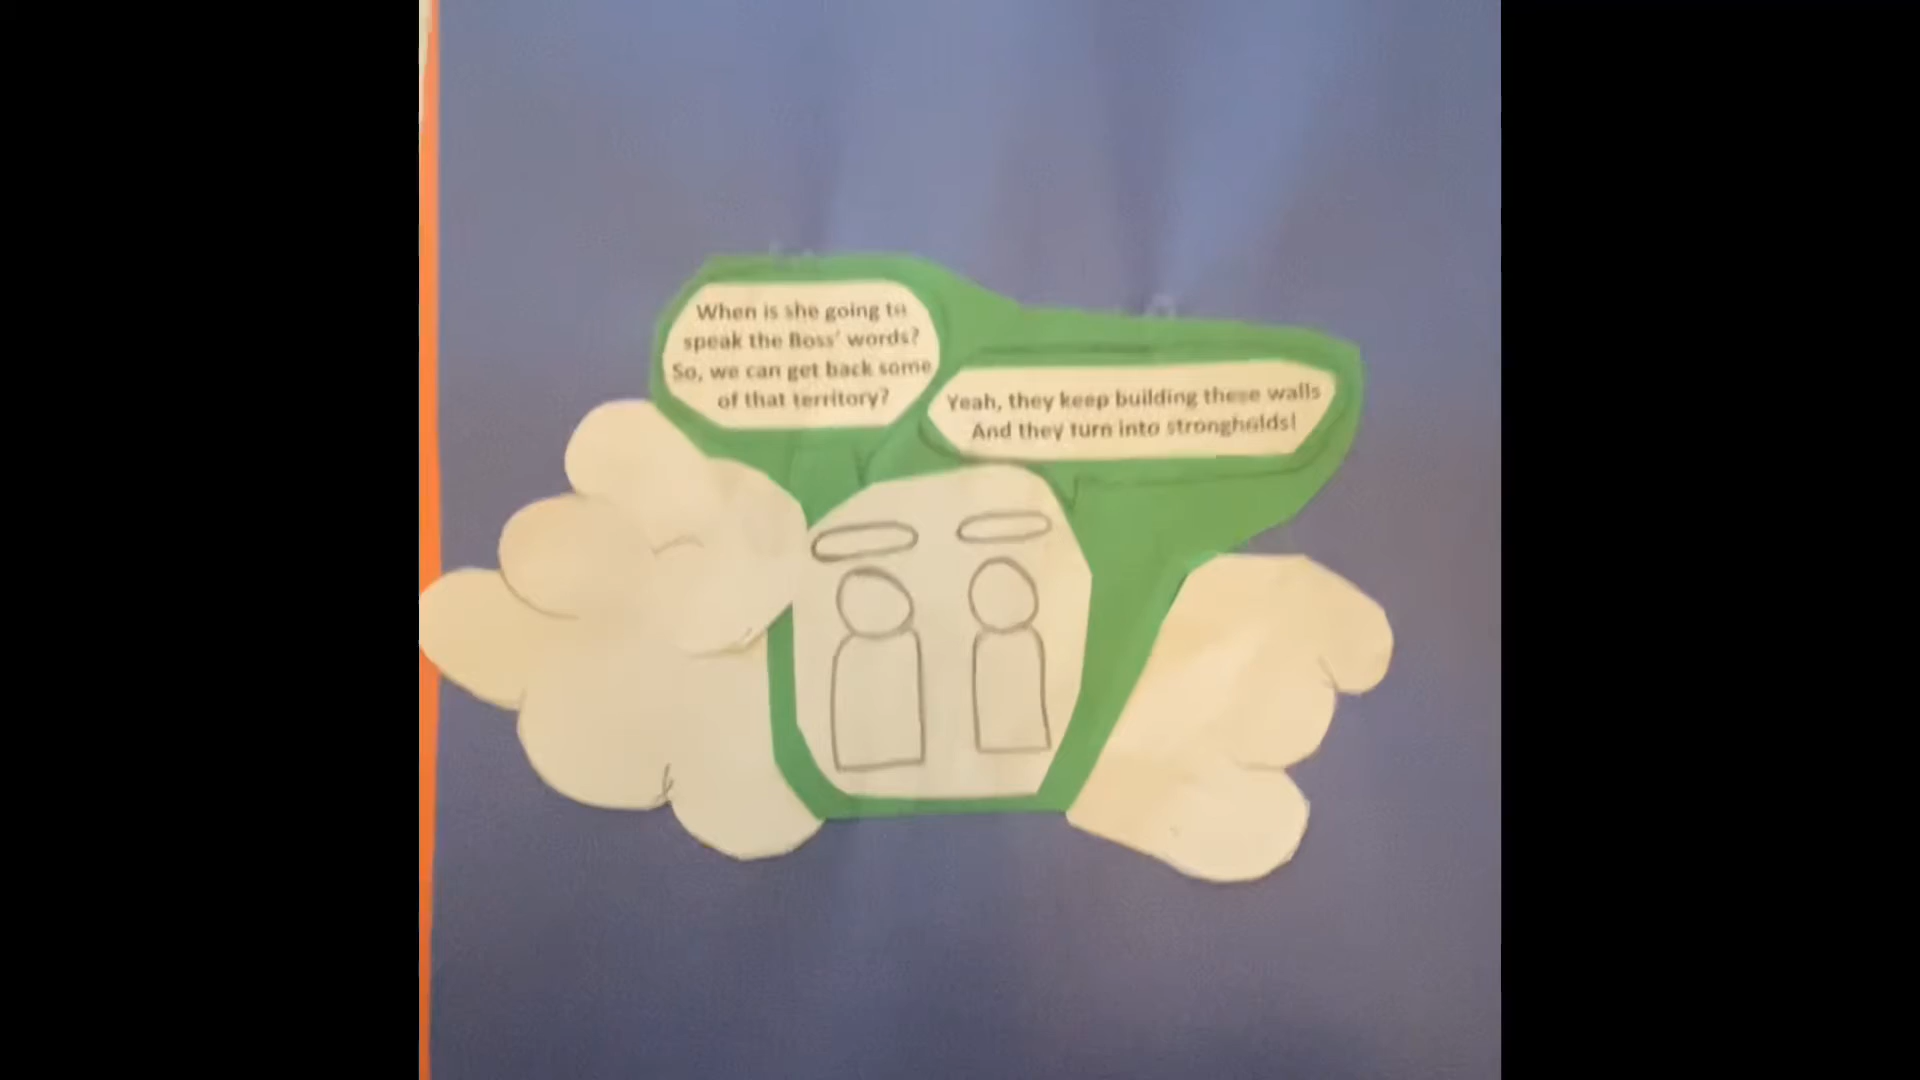 When is she going to
speak the Boss' words?
So, we can get back some
of that territory?
Yeah, they keep building these walls
And they turn into strongholds!